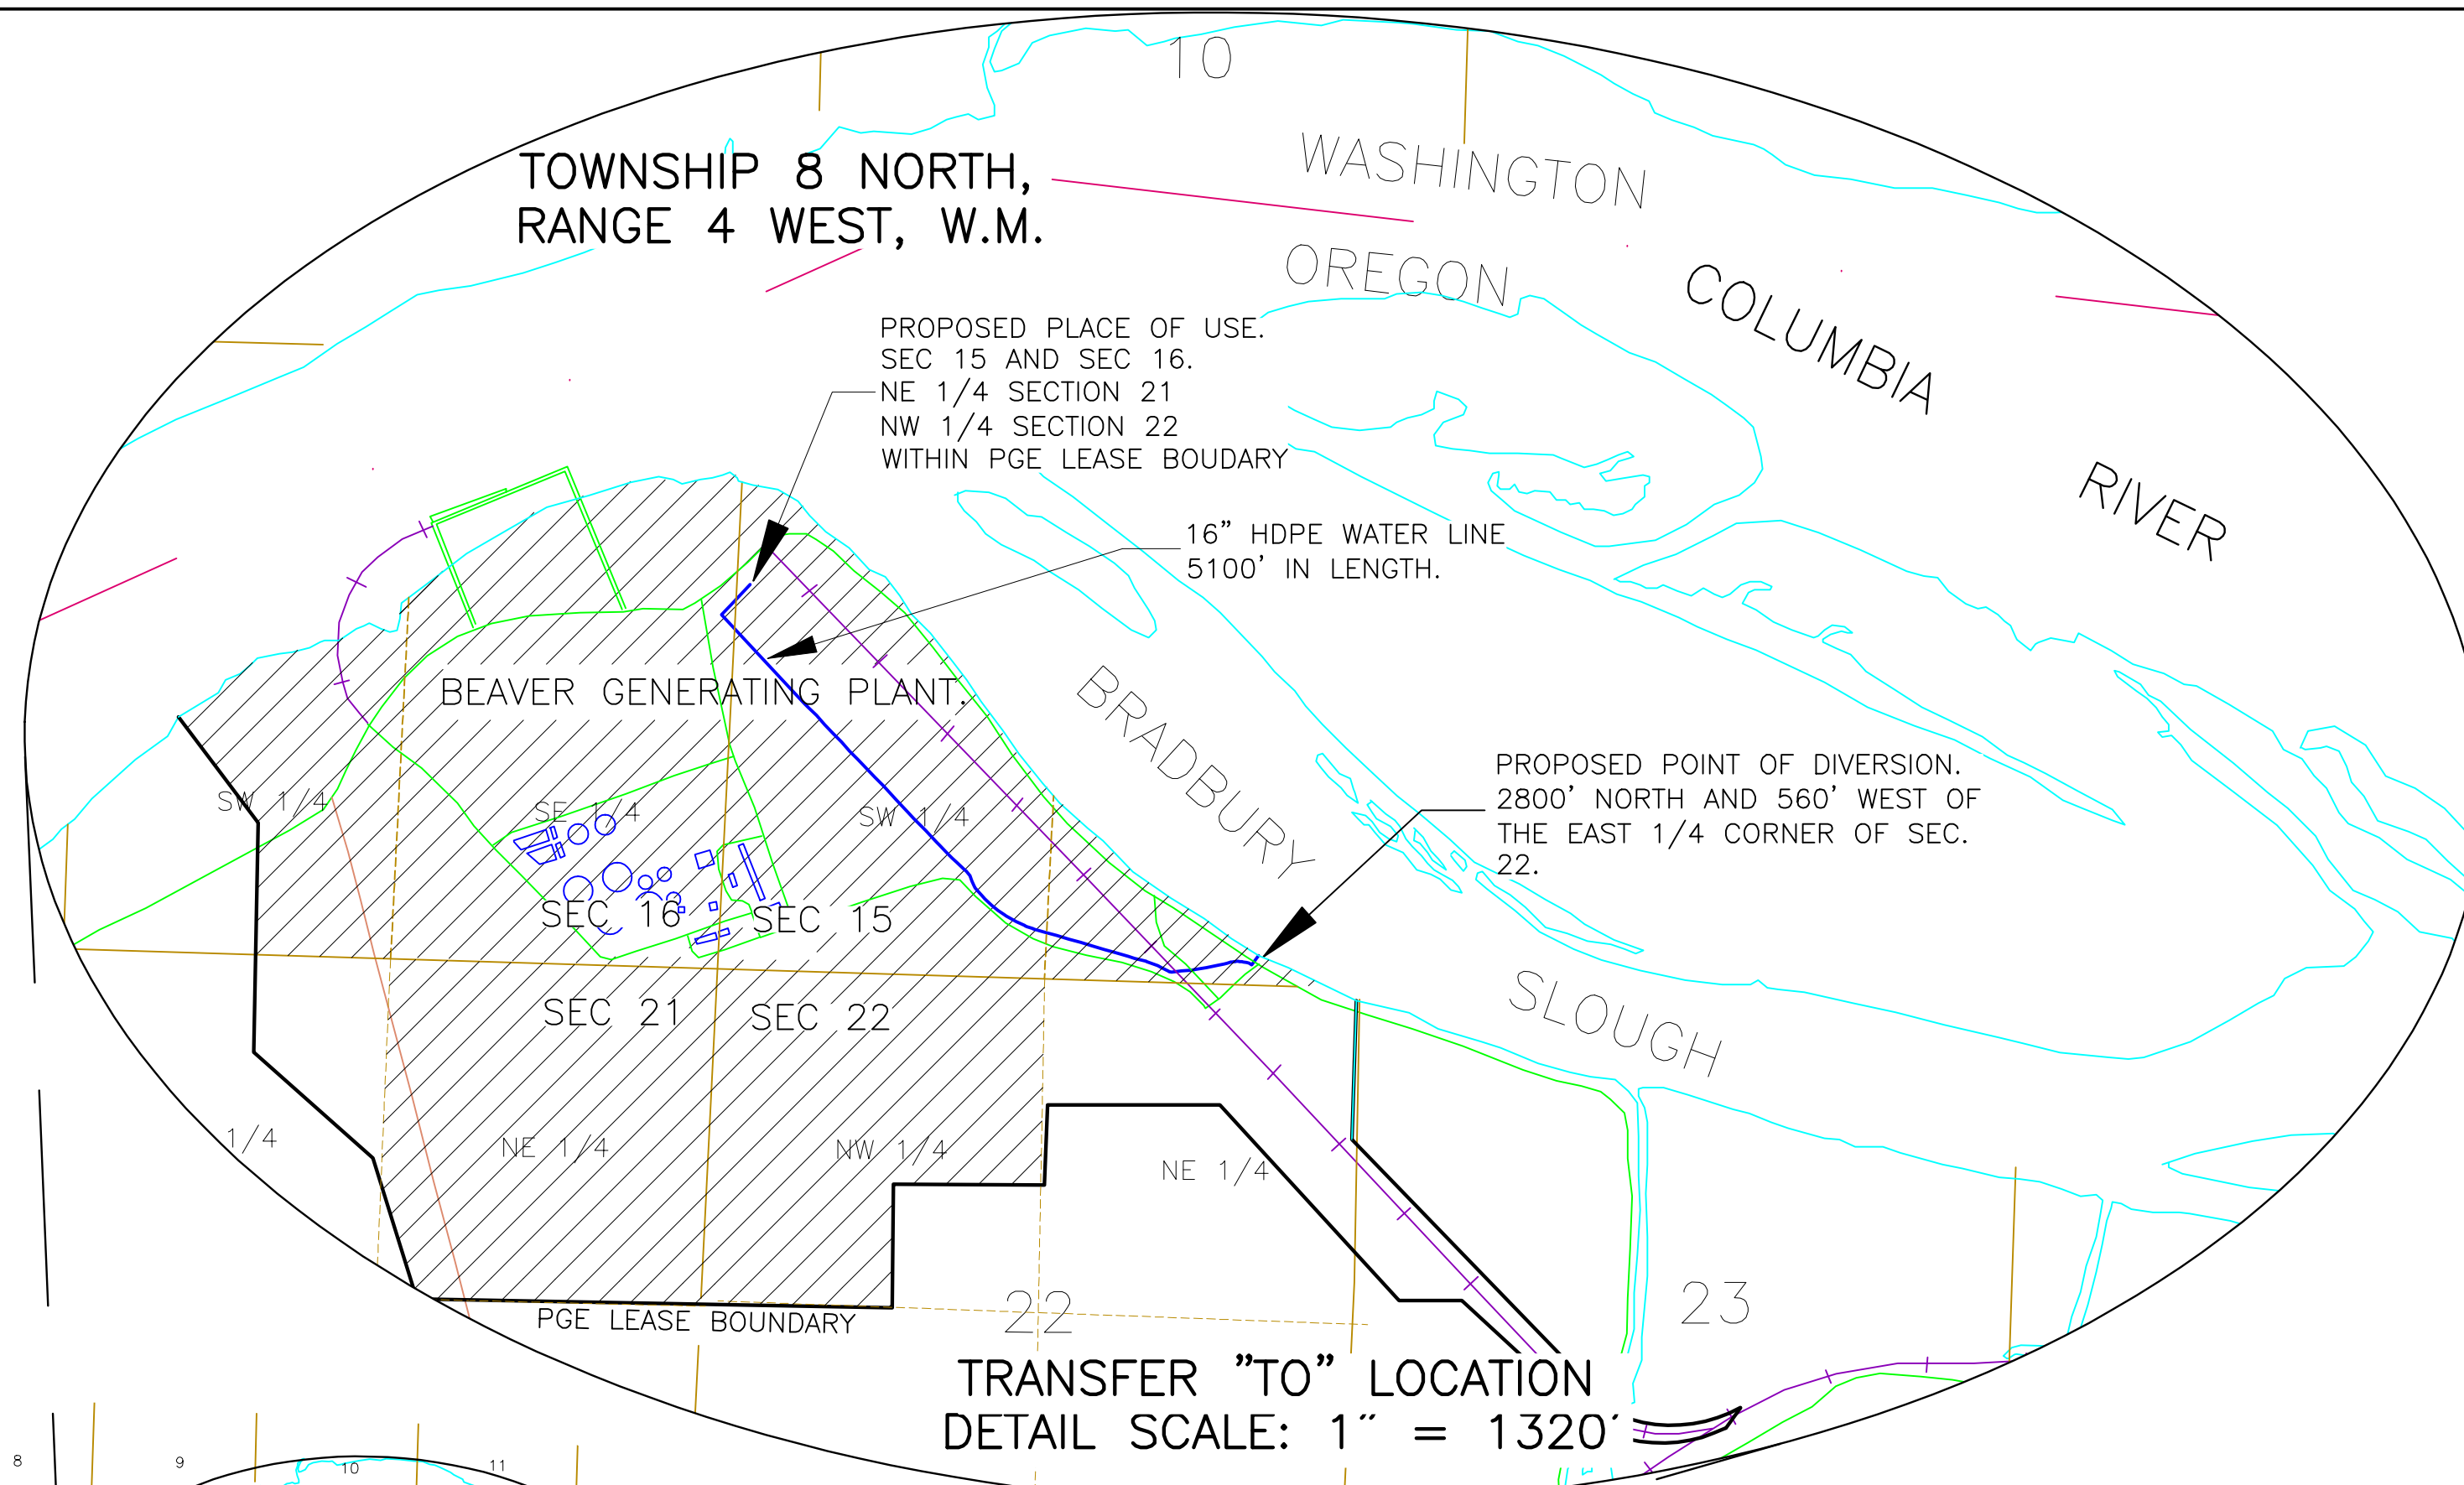 10
TOWNSHIP 8 NORTH,
RANGE 4 WEST, W.M.
WASHINGTON
OREGON
COLUMBIA
RIVER
PROPOSED PLACE OF USE.
SEC 15 AND SEC 16.
NE 1/4 SECTION 21
NW 1/4 SECTION 22
WITHIN PGE LEASE BOUDARY
16" HDPE WATER LINE
5100' IN LENGTH.
BEAVER GENERATING PLANT.
BRADBURY
SLOUGH
PROPOSED POINT OF DIVERSION.
2800' NORTH AND 560' WEST OF
THE EAST 1/4 CORNER OF SEC.
22.
SW 1/4
SE 1/4
SW 1/4
SEC 16
SEC 15
SEC 21
SEC 22
1/4
NE 1/4
NW 1/4
NE 1/4
22
23
PGE LEASE BOUNDARY
TRANSFER "TO" LOCATION
DETAIL SCALE: 1" = 1320'
8
9
10
11